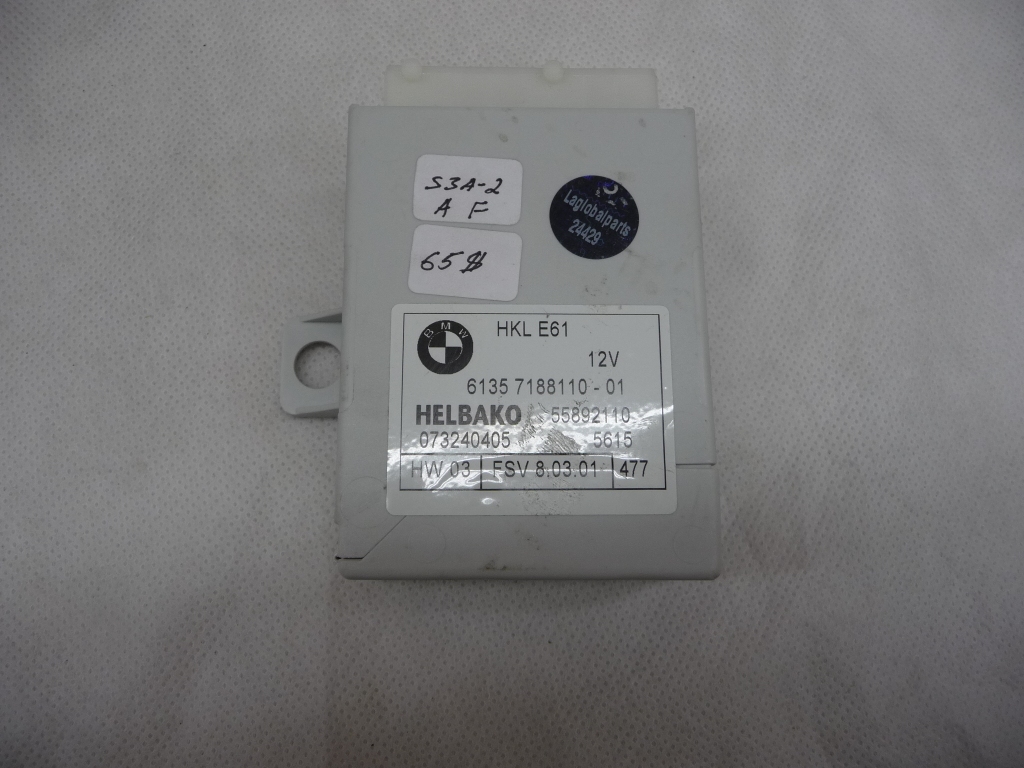 S3A-2
A F
65$
Laglobalparts
24429
BMW
HKL E61
12V
6135 7188110 - 01
HELBAKO 55892110
073240405 5615
HW 03 FSV 8.03.01 477